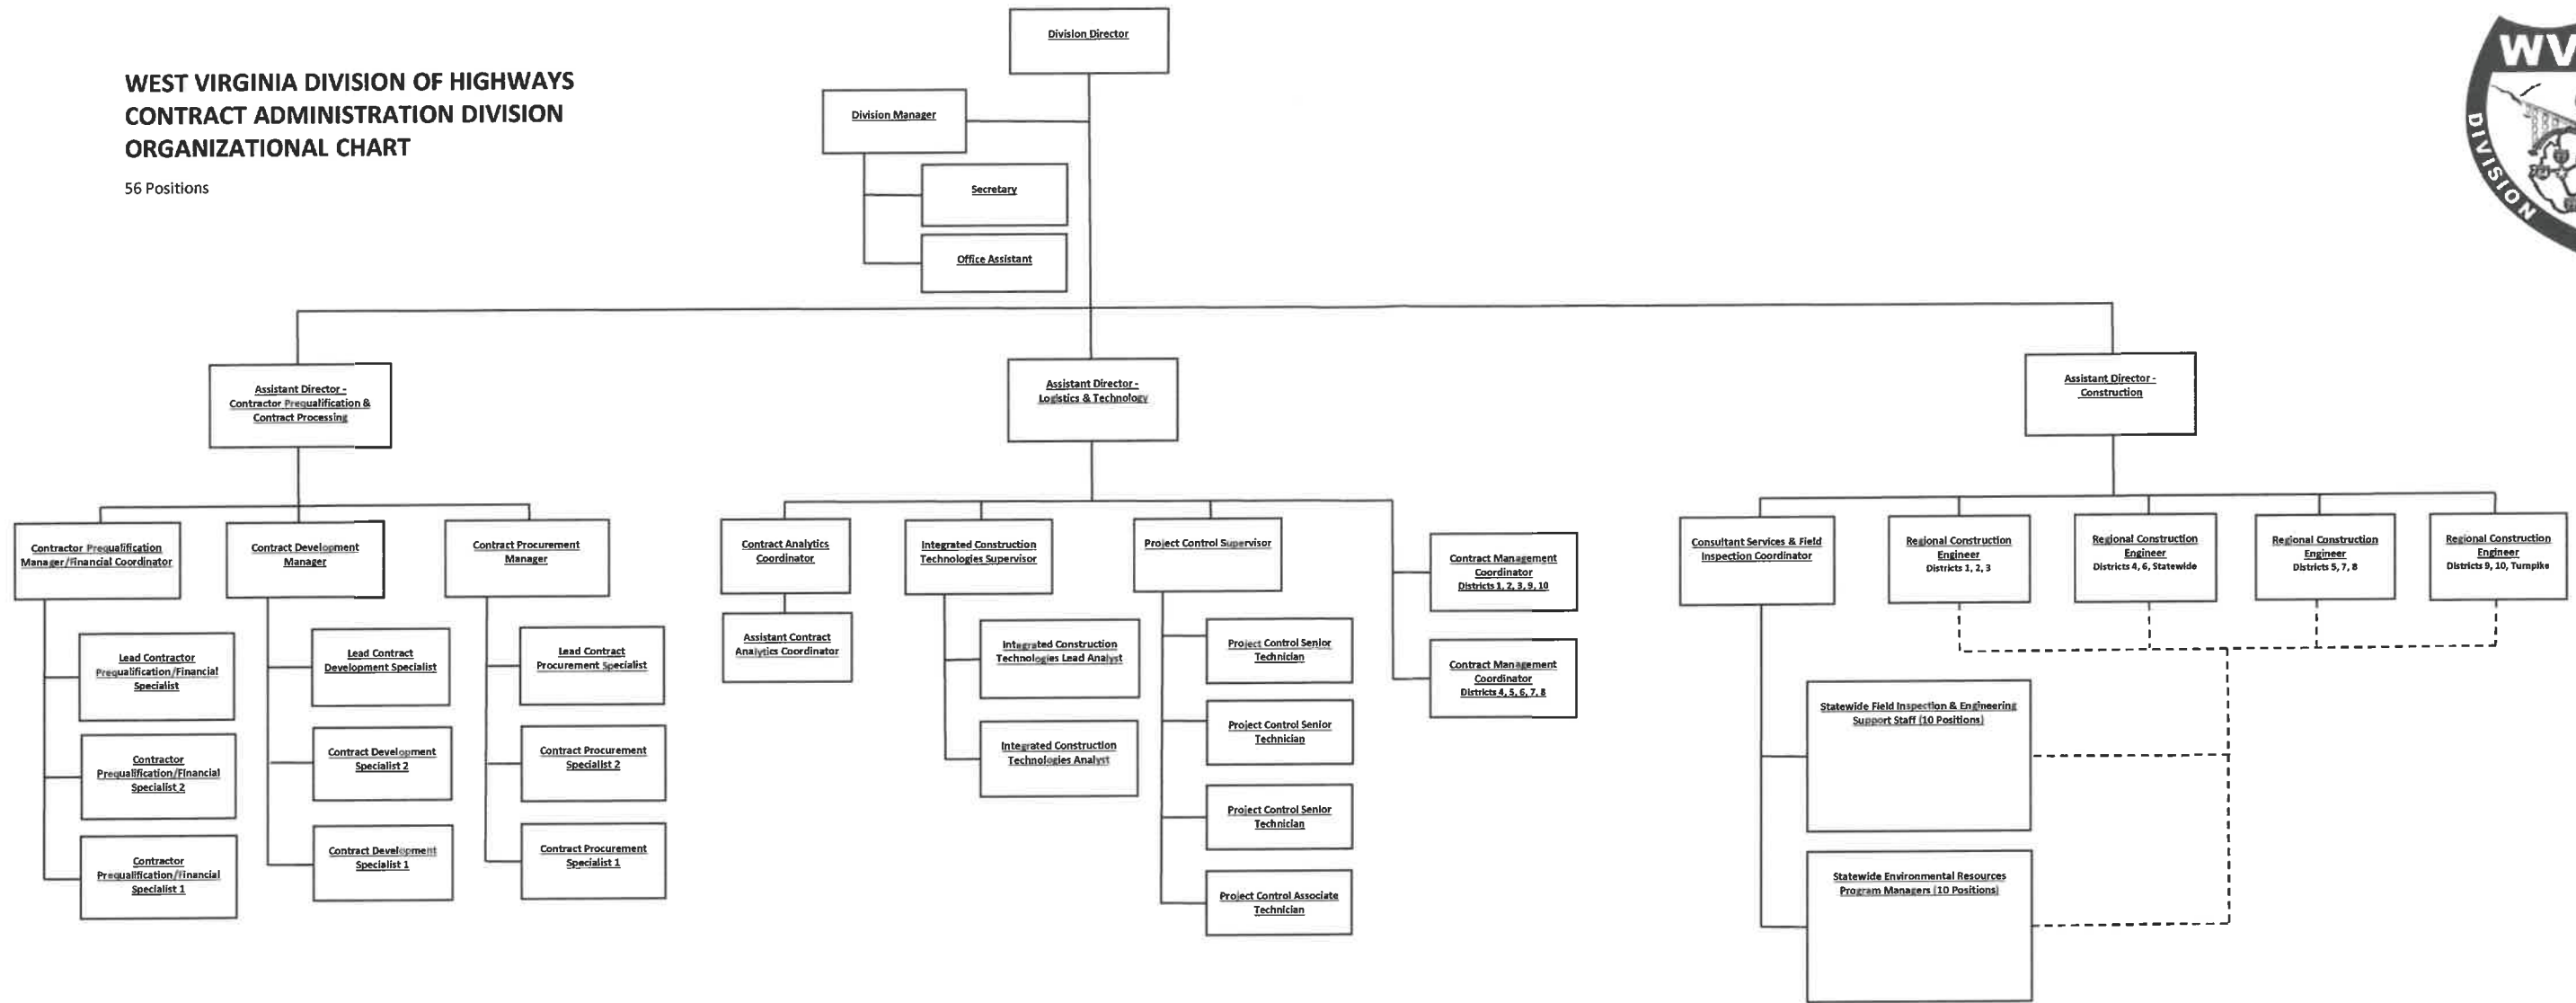 WEST VIRGINIA DIVISION OF HIGHWAYS
CONTRACT ADMINISTRATION DIVISION
ORGANIZATIONAL CHART
56 Positions
WV
DIVISION
Division Director
Division Manager
Secretary
Office Assistant
Assistant Director -
Contractor Prequalification &
Contract Processing
Assistant Director -
Logistics & Technology
Assistant Director -
Construction
Contractor Prequalification
Manager/Financial Coordinator
Lead Contractor
Prequalification/Financial
Specialist
Contractor
Prequalification/Financial
Specialist 2
Contractor
Prequalification/Financial
Specialist 1
Contract Development
Manager
Lead Contract
Development Specialist
Contract Development
Specialist 2
Contract Development
Specialist 1
Contract Procurement
Manager
Lead Contract
Procurement Specialist
Contract Procurement
Specialist 2
Contract Procurement
Specialist 1
Contract Analytics
Coordinator
Assistant Contract
Analytics Coordinator
Integrated Construction
Technologies Supervisor
Integrated Construction
Technologies Lead Analyst
Integrated Construction
Technologies Analyst
Project Control Supervisor
Project Control Senior
Technician
Project Control Senior
Technician
Project Control Senior
Technician
Project Control Associate
Technician
Contract Management
Coordinator
Districts 1, 2, 3, 9, 10
Contract Management
Coordinator
Districts 4, 5, 6, 7, 8
Consultant Services & Field
Inspection Coordinator
Regional Construction
Engineer
Districts 1, 2, 3
Regional Construction
Engineer
Districts 4, 6, Statewide
Regional Construction
Engineer
Districts 5, 7, 8
Regional Construction
Engineer
Districts 9, 10, Turnpike
Statewide Field Inspection & Engineering
Support Staff (10 Positions)
Statewide Environmental Resources
Program Managers (10 Positions)